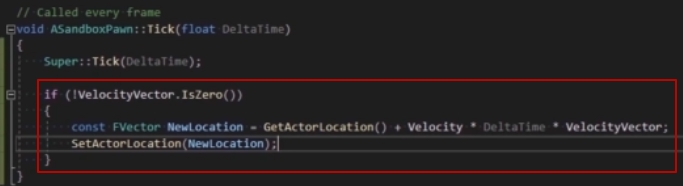 // Called every frame
void ASandboxPawn::Tick(float DeltaTime)
{
Super::Tick(DeltaTime);
if (!VelocityVector.IsZero())
{
const FVector NewLocation = GetActorLocation() + Velocity * DeltaTime * VelocityVector;
SetActorLocation(NewLocation);
}
}